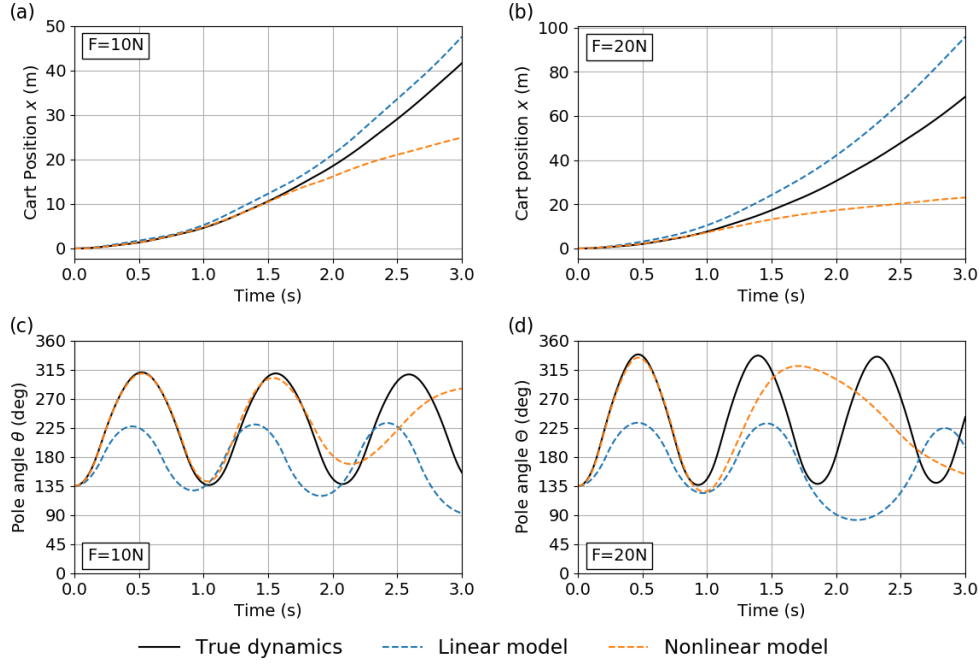 (a)
50
40
30
20
10
0
F=10N
Cart Position x (m)
0.0 0.5 1.0 1.5 2.0 2.5 3.0
Time (s)
(b)
100
80
60
40
20
0
F=20N
Cart position x (m)
0.0 0.5 1.0 1.5 2.0 2.5 3.0
Time (s)
(c)
360
315
270
225
180
135
90
45
0
F=10N
Pole angle θ (deg)
0.0 0.5 1.0 1.5 2.0 2.5 3.0
Time (s)
(d)
360
315
270
225
180
135
90
45
0
F=20N
Pole angle Θ (deg)
0.0 0.5 1.0 1.5 2.0 2.5 3.0
Time (s)
True dynamics Linear model Nonlinear model